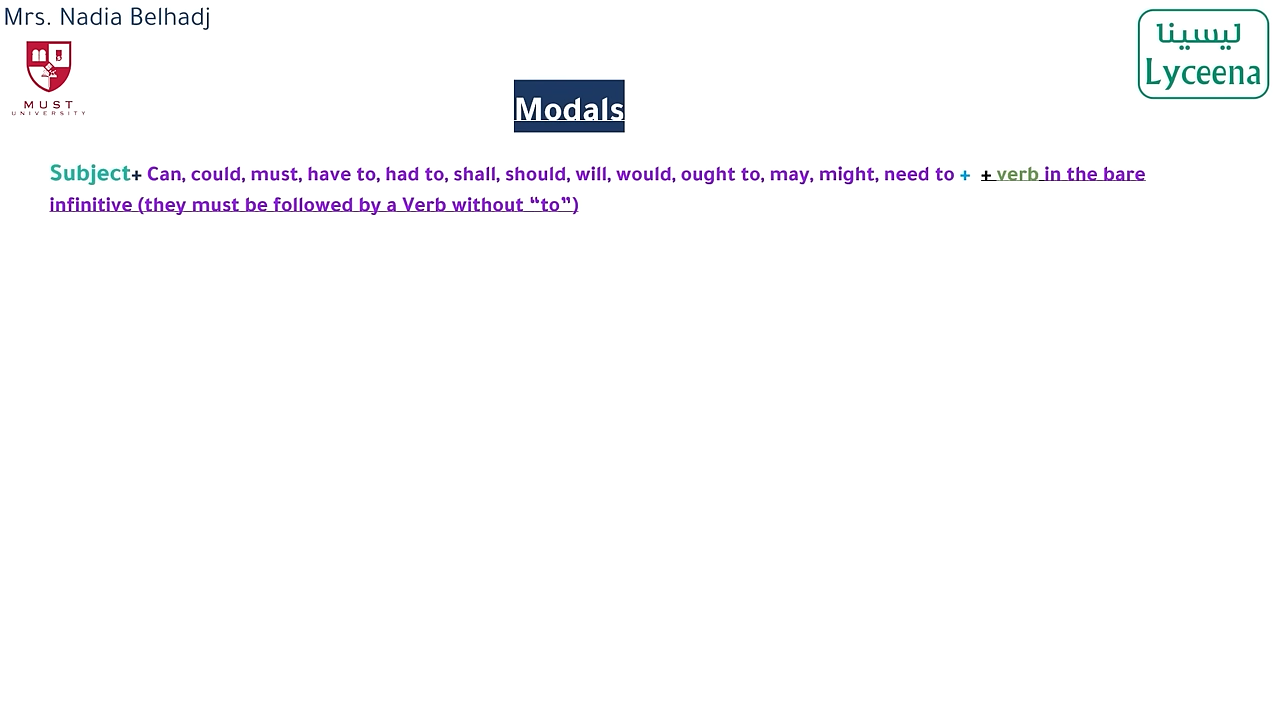 Mrs. Nadia Belhadj
ليسينا
Lyceena
MUST
UNIVERSITY
Modals
Subject+ Can, could, must, have to, had to, shall, should, will, would, ought to, may, might, need to + + verb in the bare
infinitive (they must be followed by a Verb without “to”)